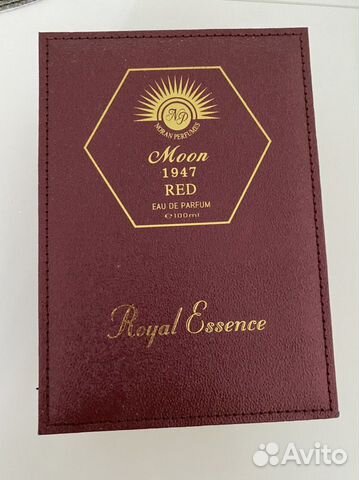 NP
NORAN PERFUMES
Moon
1947
RED
EAU DE PARFUM
℮100ml
Royal Essence
Avito